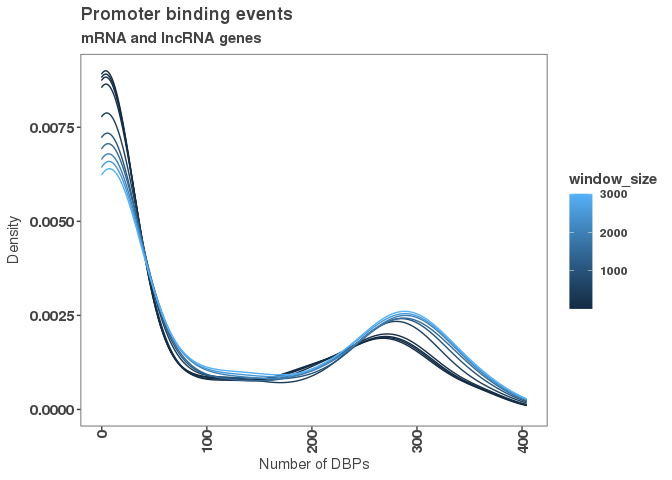 Promoter binding events
mRNA and lncRNA genes
0.0075
0.0050
0.0025
0.0000
Density
0
100
200
300
400
Number of DBPs
window_size
3000
2000
1000